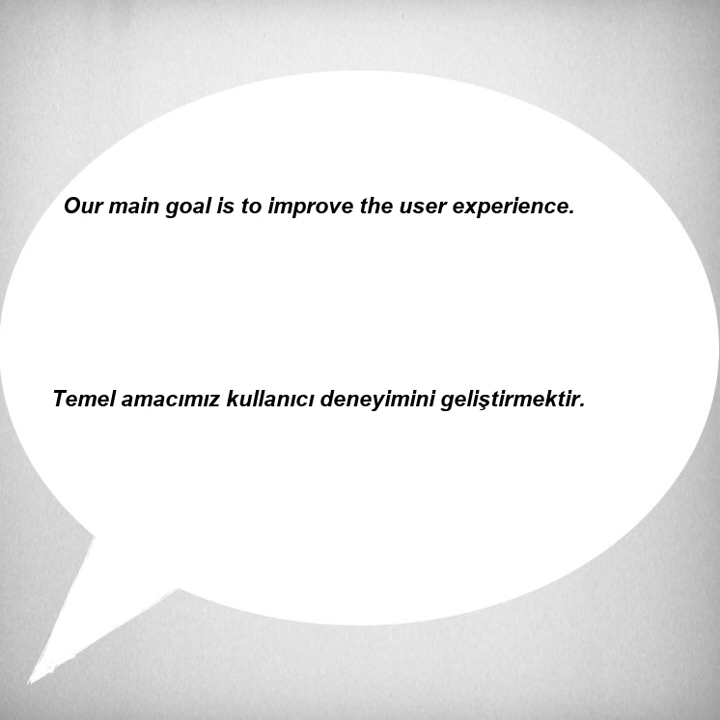 Our main goal is to improve the user experience.
Temel amacımız kullanıcı deneyimini geliştirmektir.